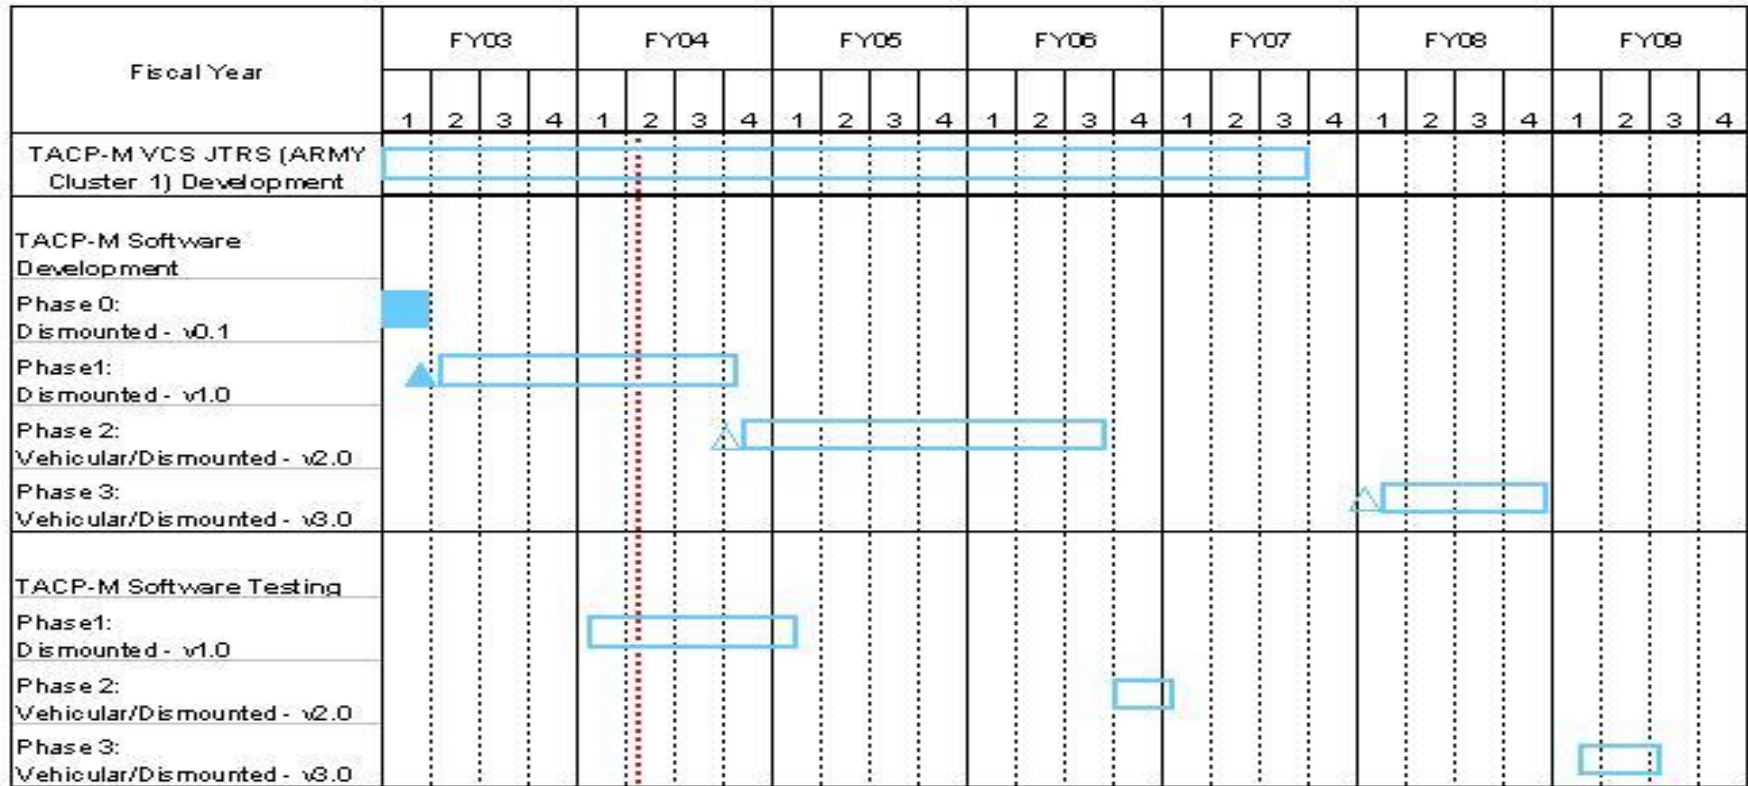 FY03 FY04 FY05 FY06 FY07 FY08 FY09
Fiscal Year
1 2 3 4 1 2 3 4 1 2 3 4 1 2 3 4 1 2 3 4 1 2 3 4 1 2 3 4
TACP-M VCS JTRS (ARMY
Cluster 1) Development
TACP-M Software
Development
Phase 0:
Dismounted - v0.1
Phase1:
Dismounted - v1.0
Phase 2:
Vehicular/Dismounted - v2.0
Phase 3:
Vehicular/Dismounted - v3.0
TACP-M Software Testing
Phase1:
Dismounted - v1.0
Phase 2:
Vehicular/Dismounted - v2.0
Phase 3:
Vehicular/Dismounted - v3.0